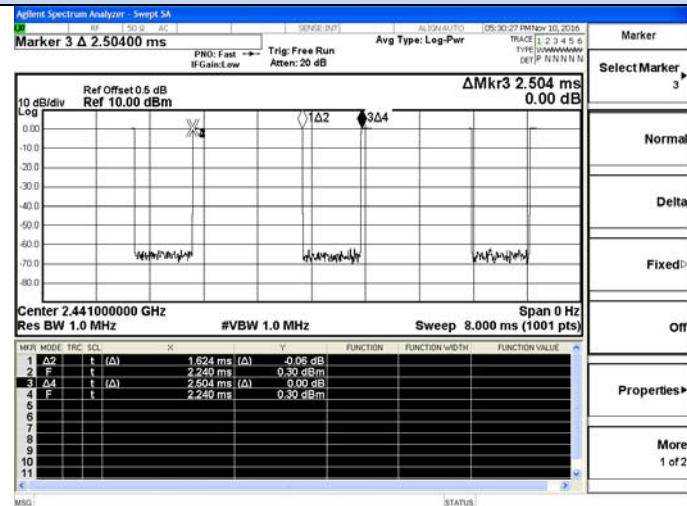 Agilent Spectrum Analyzer - Swept SA
RF 50 Ω AC SENSE:INT ALIGN AUTO 05:30:27 PM Nov 10, 2016
Marker 3 Δ 2.50400 ms
PNO: Fast
IFGain:Low
Trig: Free Run
Atten: 20 dB
Avg Type: Log-Pwr
TRACE 1 2 3 4 5 6
TYPE WWWWWW
DET P N N N N N
Ref Offset 0.5 dB
Ref 10.00 dBm
10 dB/div
Log
ΔMkr3 2.504 ms
0.00 dB
1Δ2
3Δ4
0.00
-10.0
-20.0
-30.0
-40.0
-50.0
-60.0
-70.0
-80.0
Center 2.441000000 GHz
Span 0 Hz
Res BW 1.0 MHz
#VBW 1.0 MHz
Sweep 8.000 ms (1001 pts)
MKR MODE TRC SCL X Y FUNCTION FUNCTION WIDTH FUNCTION VALUE
1 Δ2 t (Δ) 1.624 ms (Δ) -0.06 dB
2 F t 2.240 ms 0.30 dBm
3 Δ4 t (Δ) 2.504 ms (Δ) 0.00 dB
4 F t 2.240 ms 0.30 dBm
5
6
7
8
9
10
11
MSG
STATUS
Marker
Select Marker
3
Normal
Delta
Fixed
Off
Properties
More
1 of 2